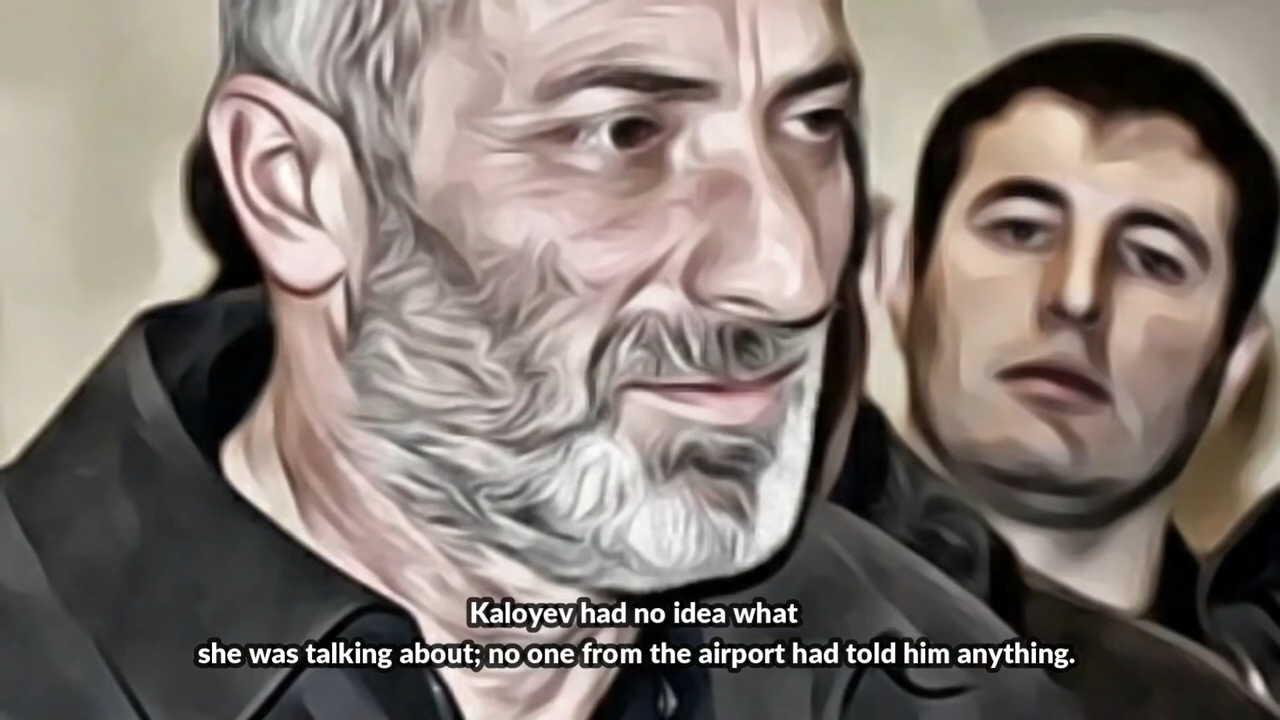 Kaloyev had no idea what
she was talking about; no one from the airport had told him anything.